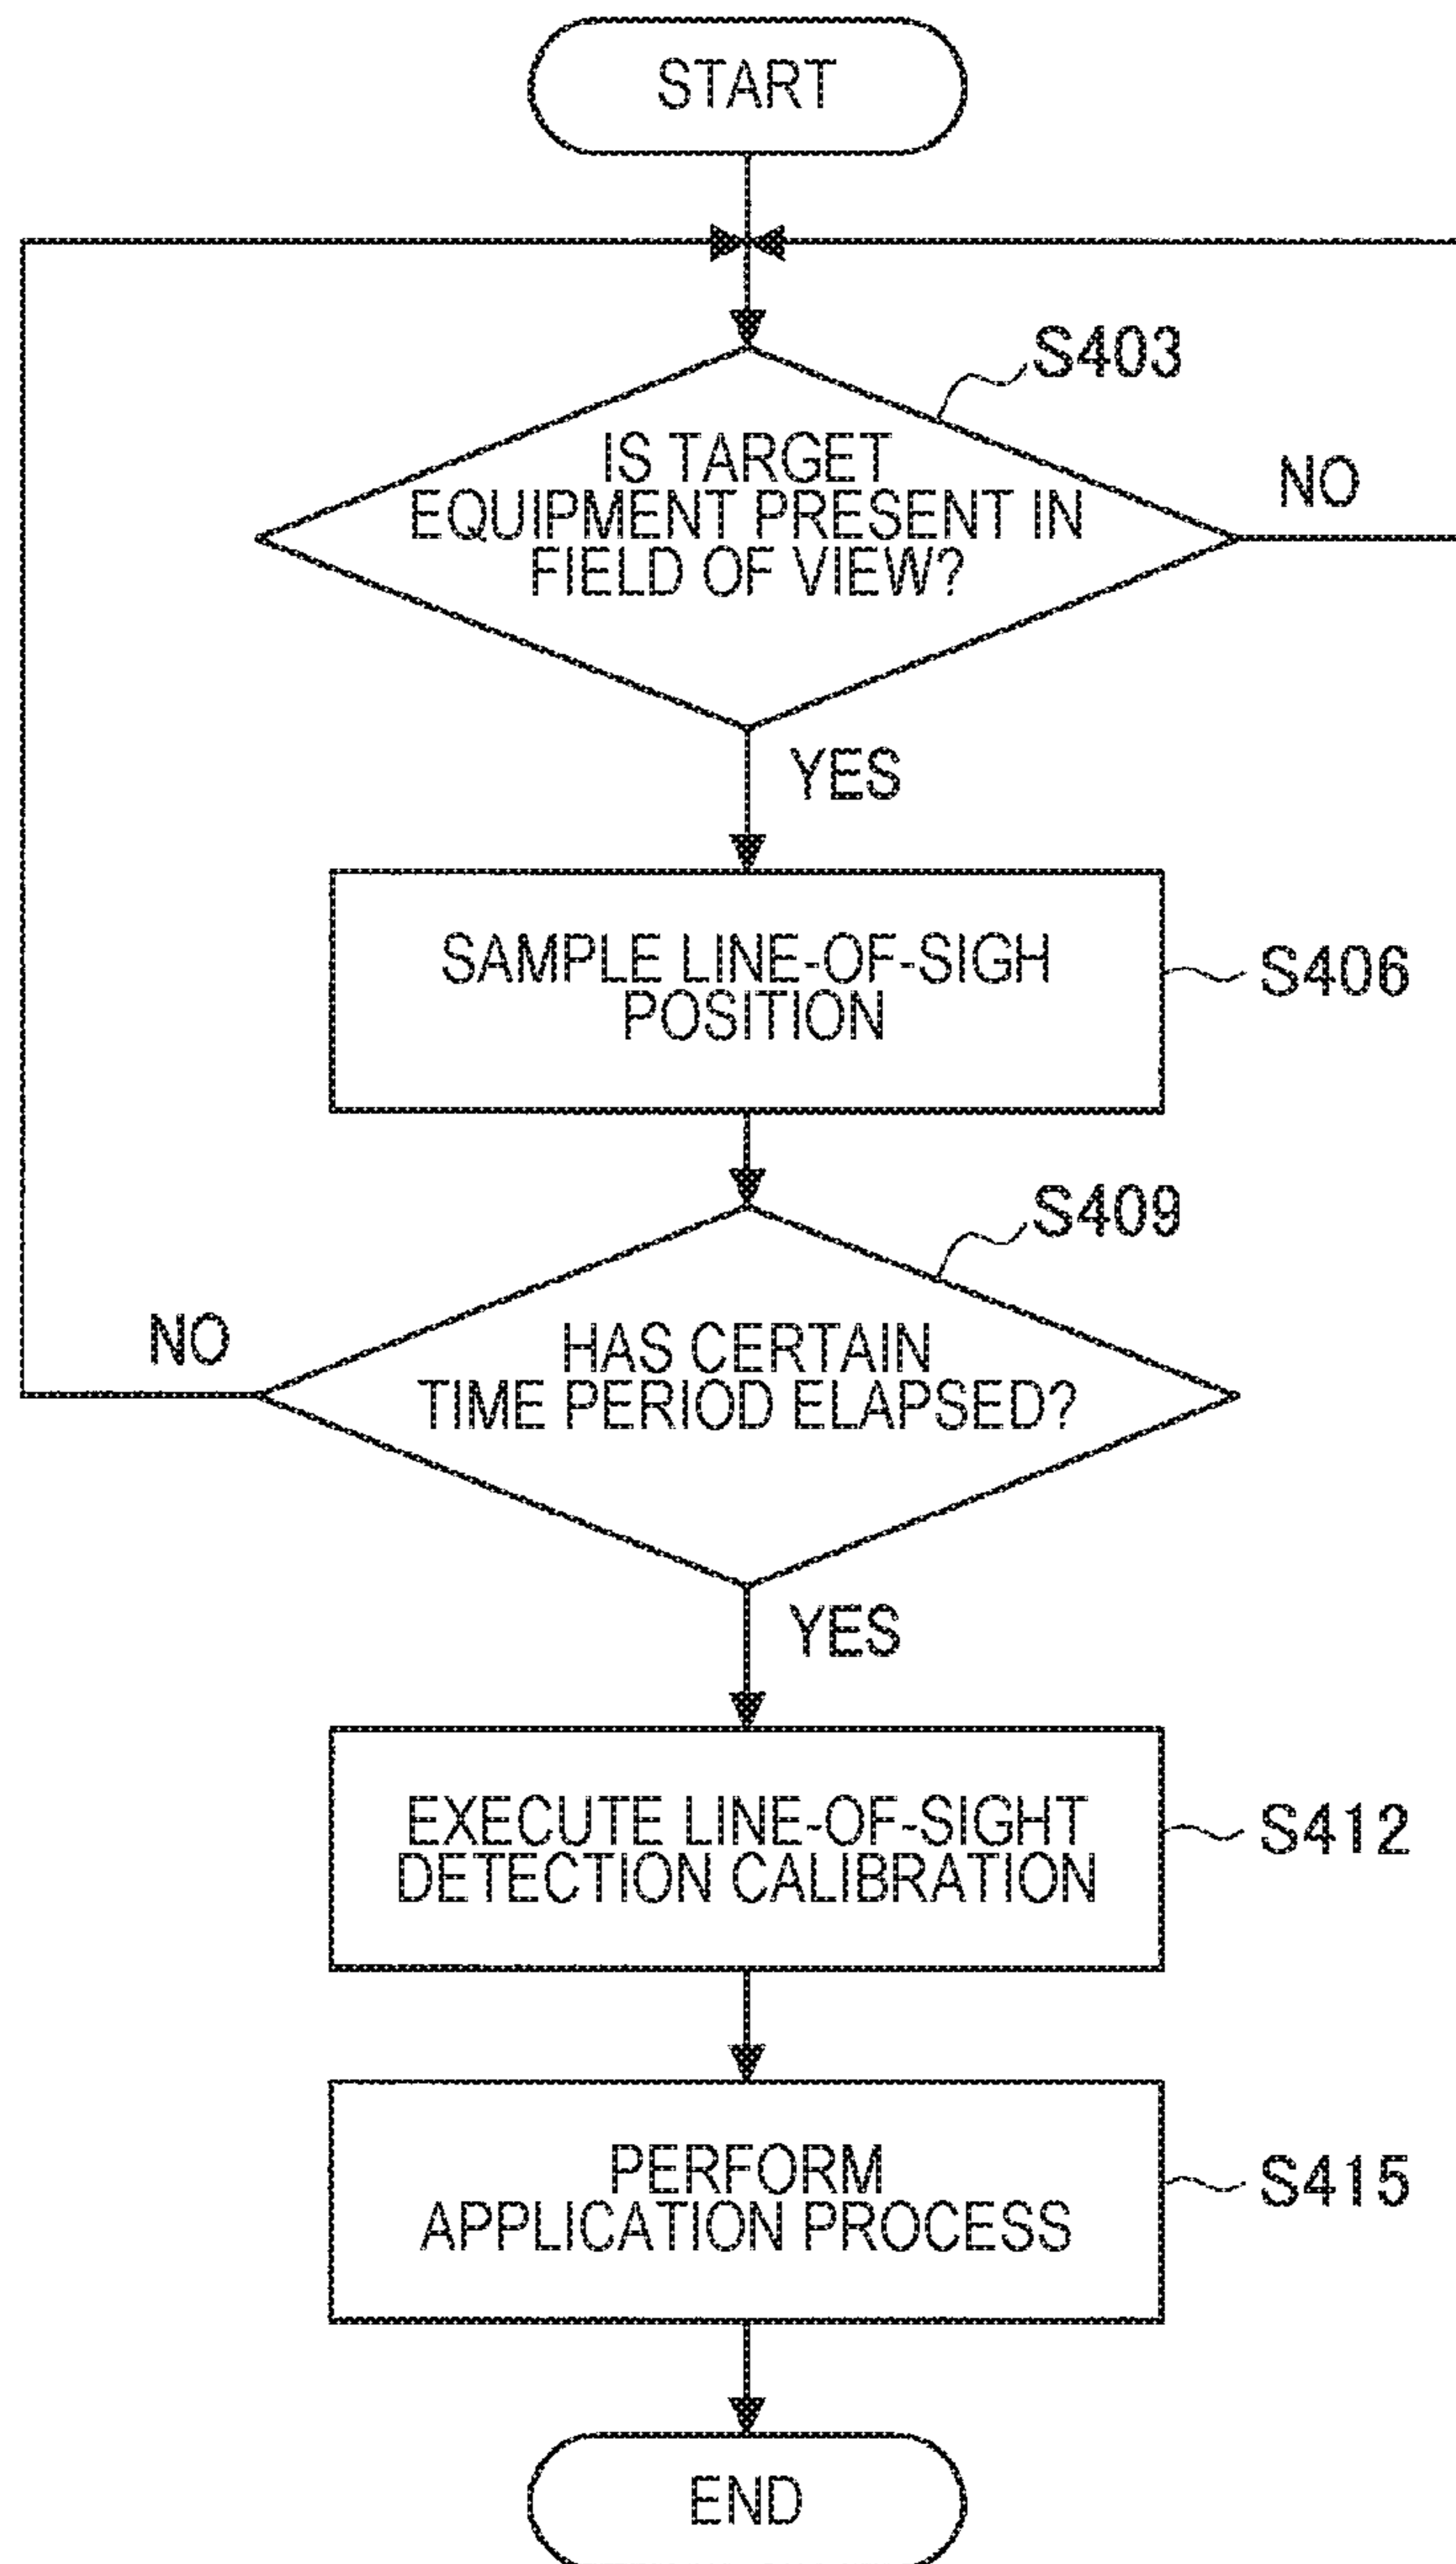 START
S403
IS TARGET
EQUIPMENT PRESENT IN
FIELD OF VIEW?
NO
YES
SAMPLE LINE-OF-SIGH
POSITION
S406
S409
HAS CERTAIN
TIME PERIOD ELAPSED?
NO
YES
EXECUTE LINE-OF-SIGHT
DETECTION CALIBRATION
S412
PERFORM
APPLICATION PROCESS
S415
END